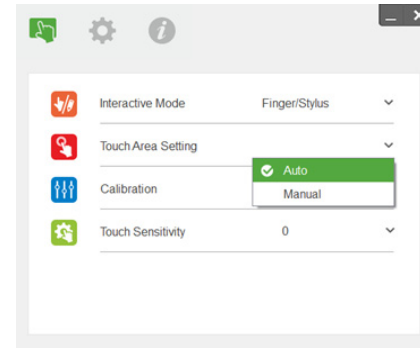 Interactive Mode Finger/Stylus
Touch Area Setting
Auto
Calibration
Manual
Touch Sensitivity 0